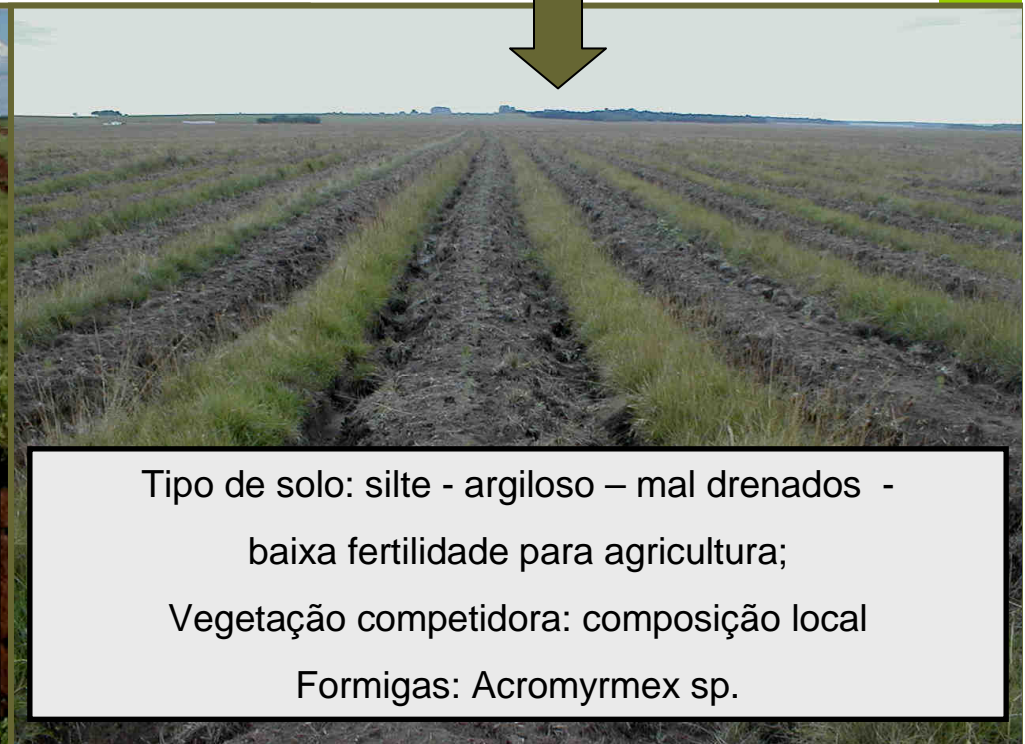 Tipo de solo: silte - argiloso – mal drenados -
baixa fertilidade para agricultura;
Vegetação competidora: composição local
Formigas: Acromyrmex sp.